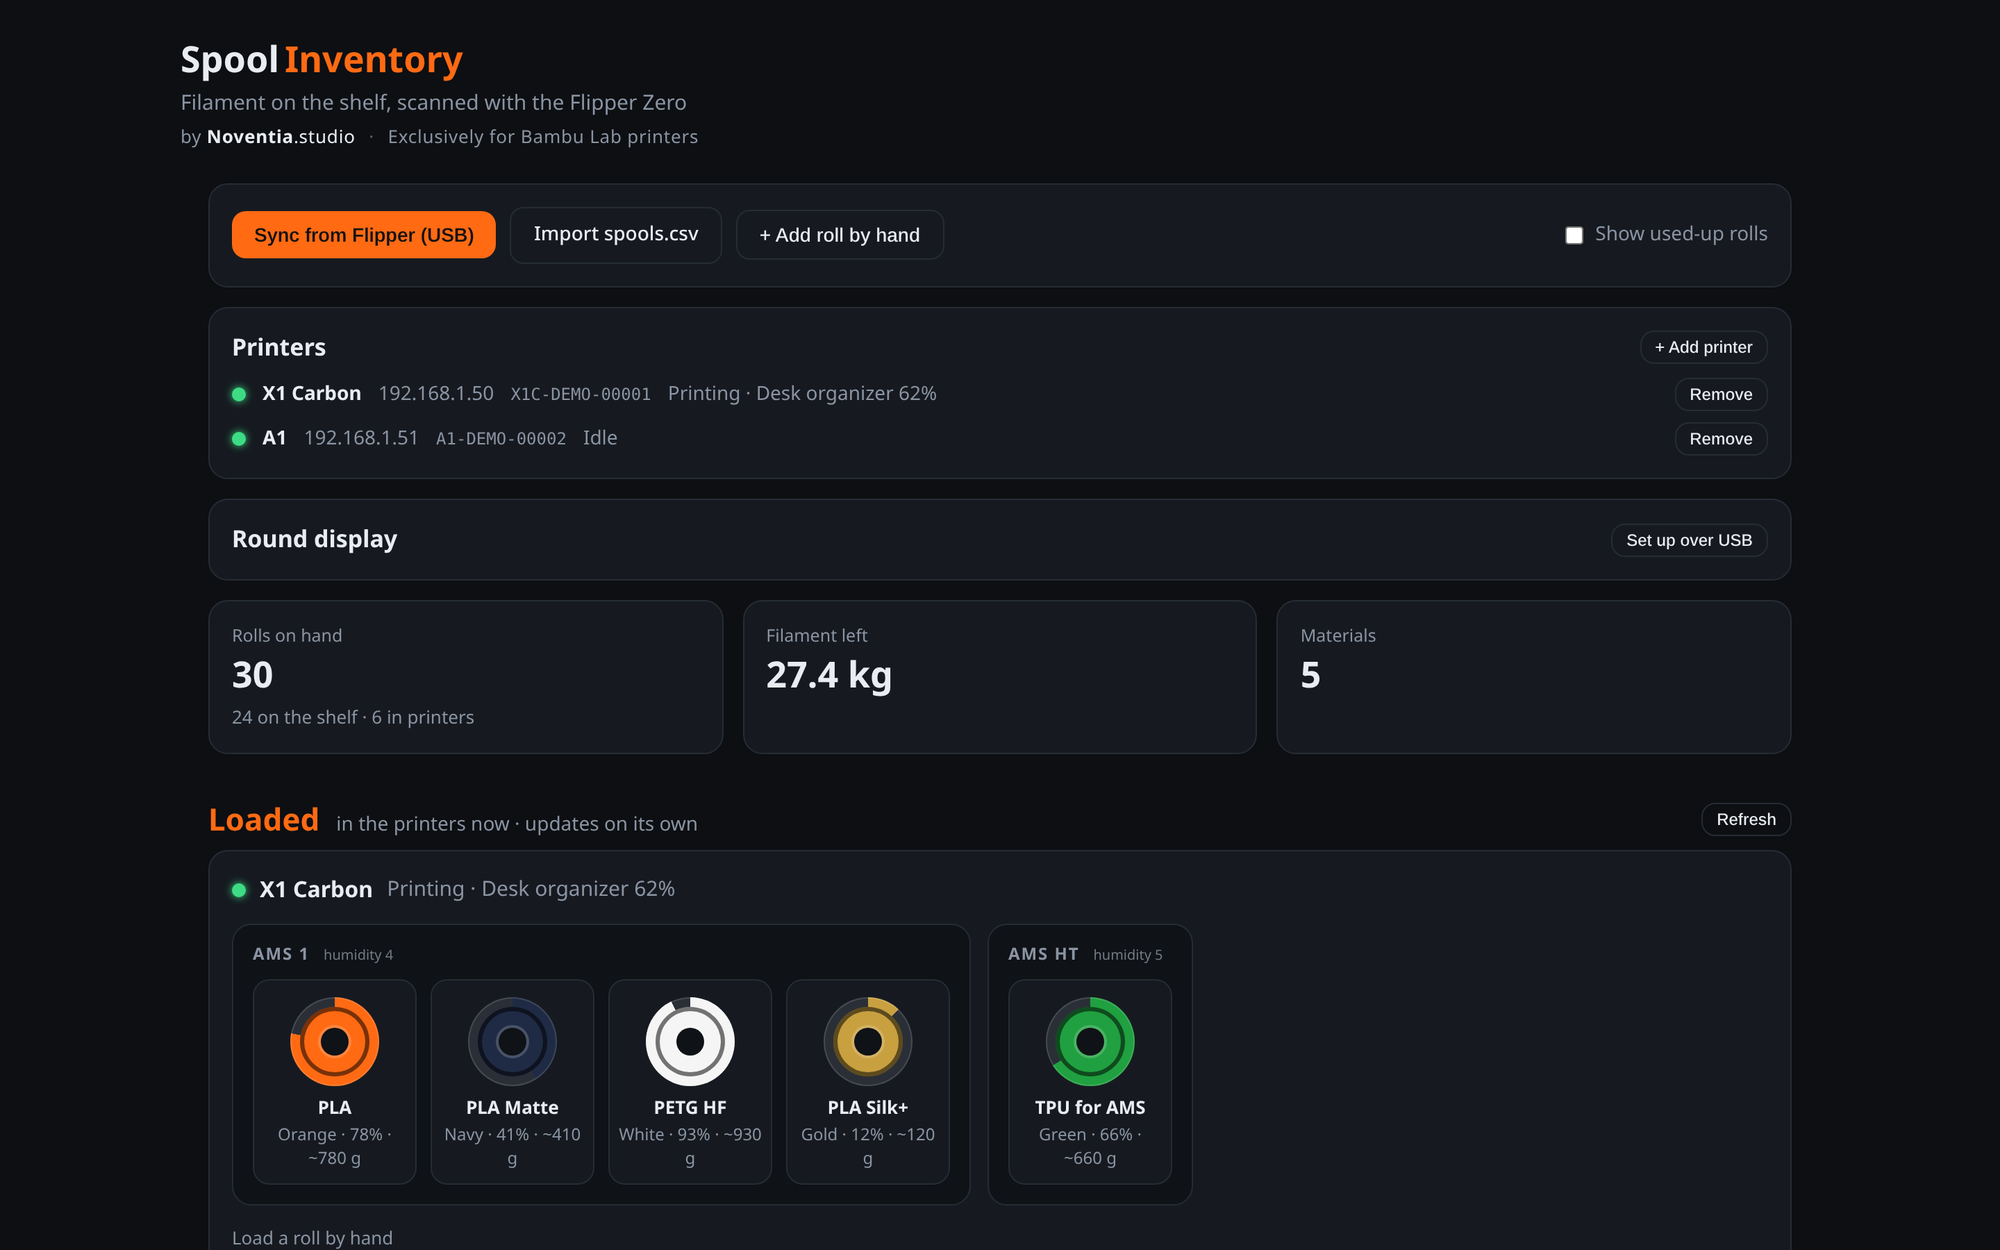 Spool Inventory
Filament on the shelf, scanned with the Flipper Zero
by Noventia.studio · Exclusively for Bambu Lab printers
Sync from Flipper (USB)
Import spools.csv
+ Add roll by hand
Show used-up rolls
Printers
+ Add printer
X1 Carbon 192.168.1.50 X1C-DEMO-00001 Printing · Desk organizer 62%
Remove
A1 192.168.1.51 A1-DEMO-00002 Idle
Remove
Round display
Set up over USB
Rolls on hand
30
24 on the shelf · 6 in printers
Filament left
27.4 kg
Materials
5
Loaded in the printers now · updates on its own
Refresh
X1 Carbon Printing · Desk organizer 62%
AMS 1 humidity 4
PLA
Orange · 78% ·
~780 g
PLA Matte
Navy · 41% · ~410
g
PETG HF
White · 93% · ~930
g
PLA Silk+
Gold · 12% · ~120
g
AMS HT humidity 5
TPU for AMS
Green · 66% ·
~660 g
Load a roll by hand